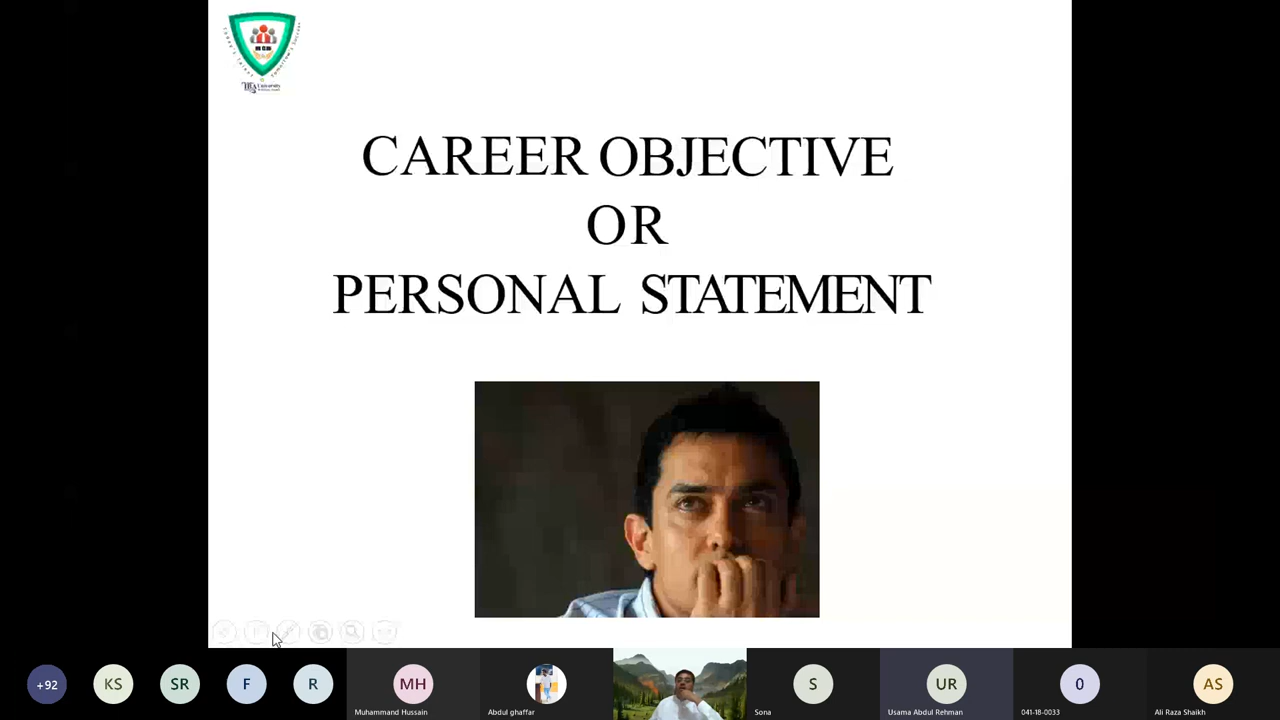 CAREER OBJECTIVE
OR
PERSONAL STATEMENT
+92
KS
SR
F
R
MH
S
UR
0
AS
Muhammand Hussain
Abdul ghaffar
Sona
Usama Abdul Rehman
041-18-0033
Ali Raza Shaikh